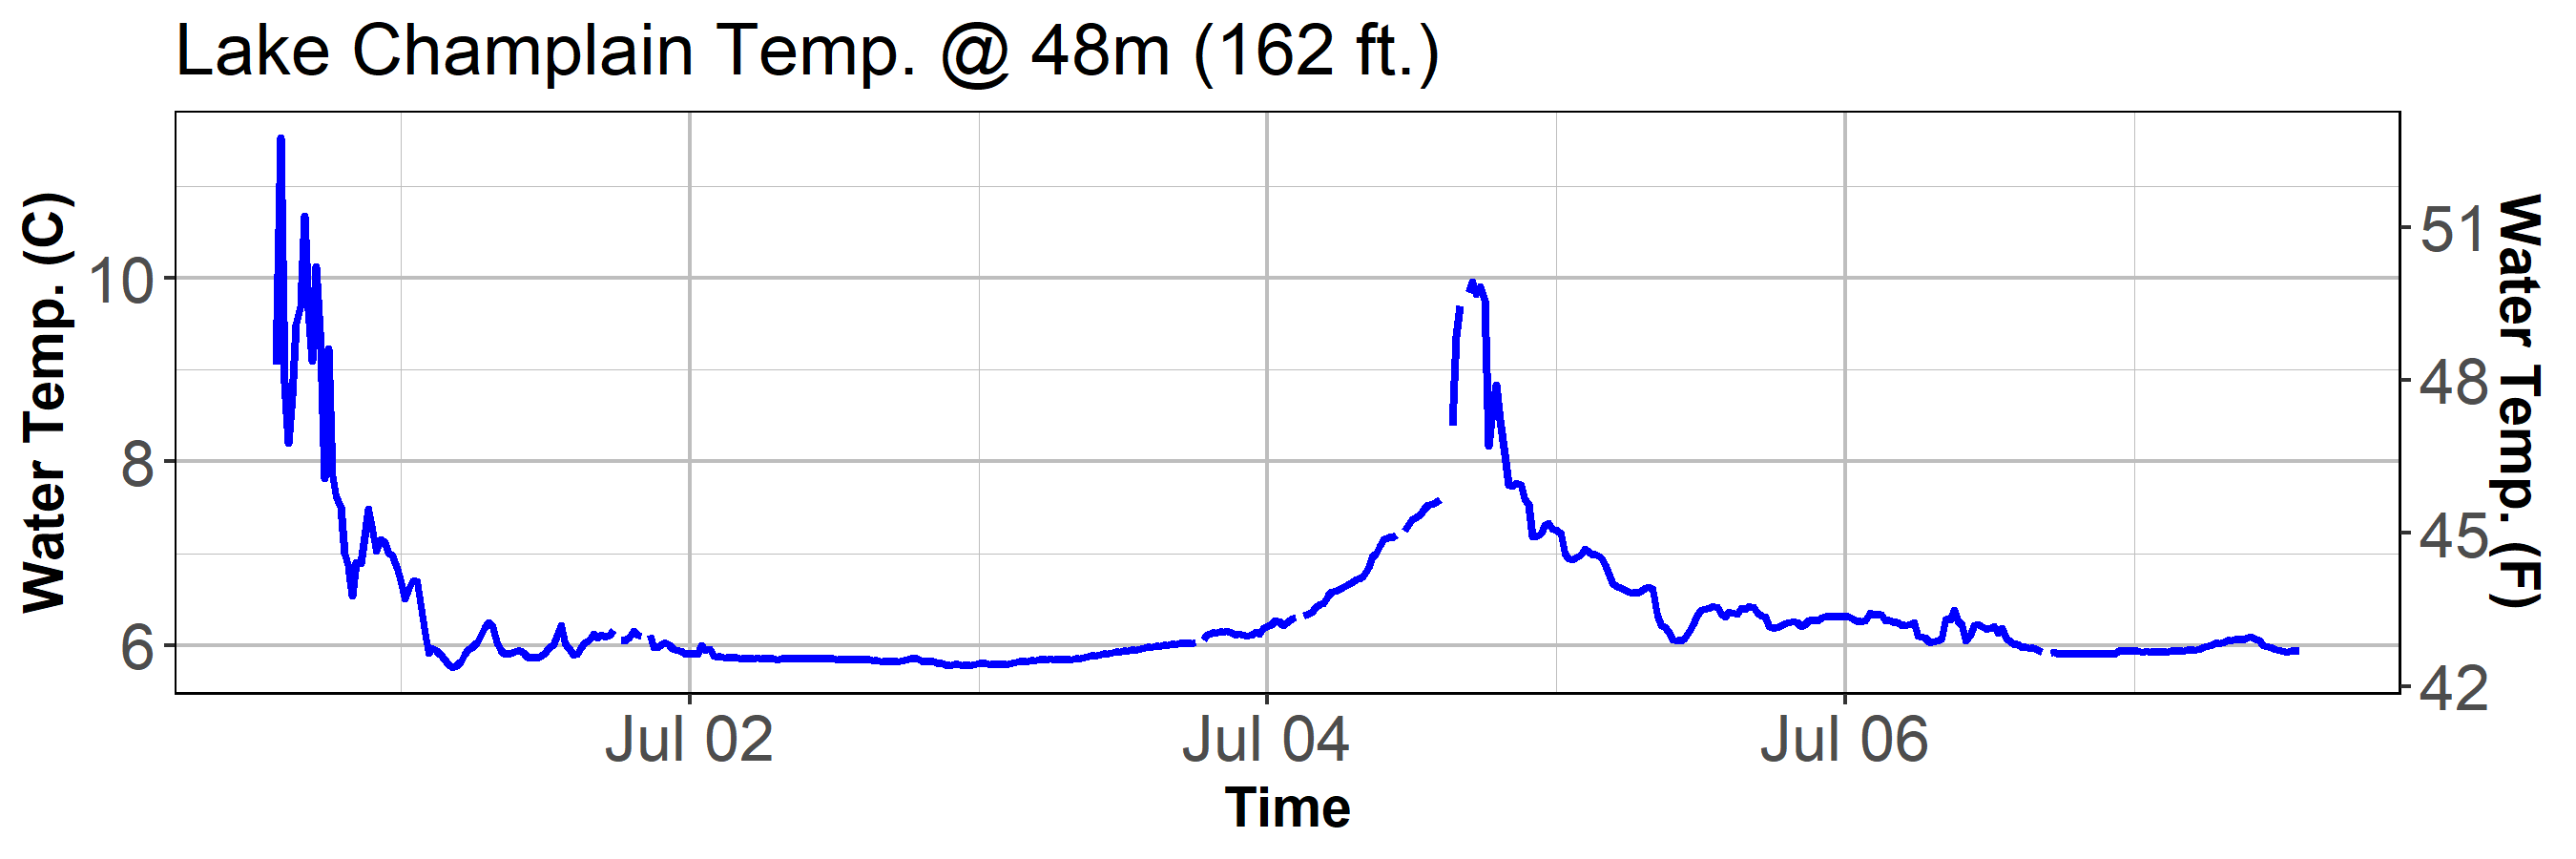 Lake Champlain Temp. @ 48m (162 ft.)
Water Temp. (C)
10
8
6
51
48
45
42
Water Temp. (F)
Jul 02 Jul 04 Jul 06
Time